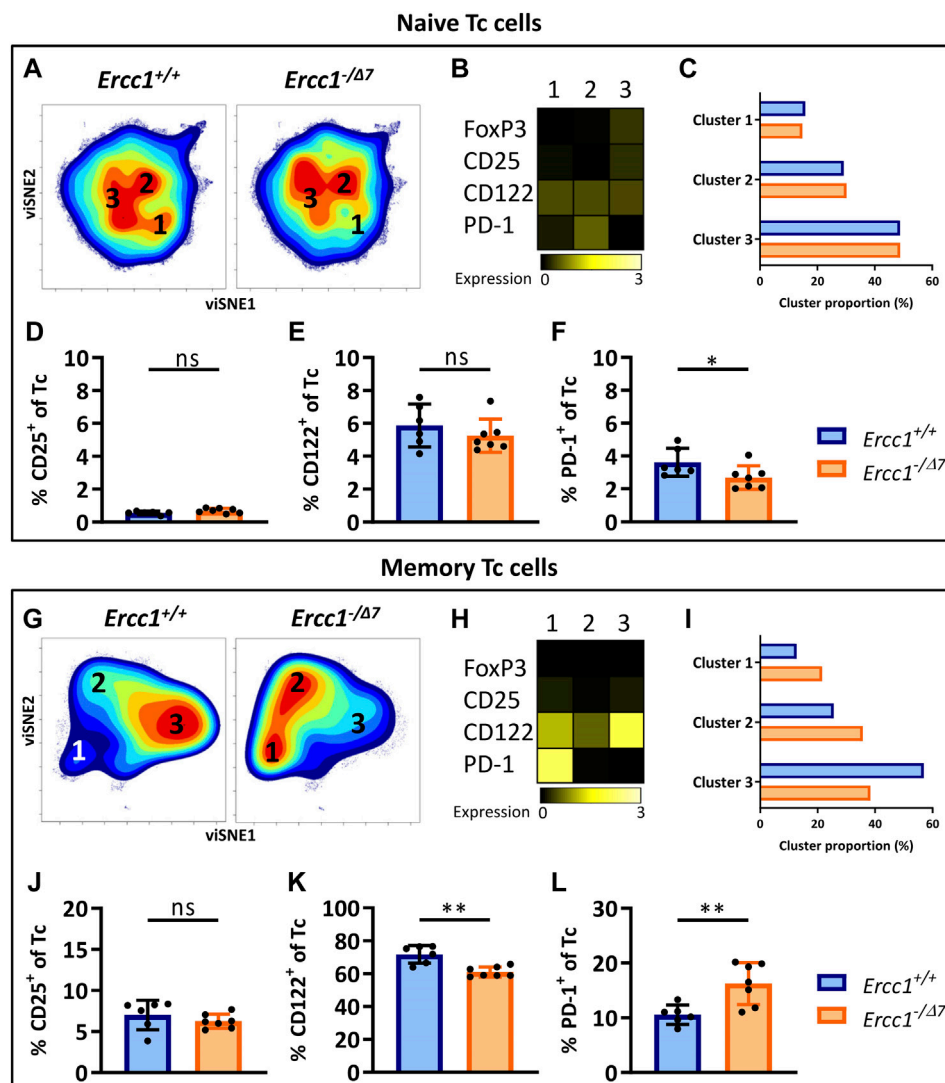 Naive Tc cells
A
Ercc1+/+
Ercc1-/Δ7
viSNE2
viSNE1
3
2
1
3
2
1
B
1 2 3
FoxP3
CD25
CD122
PD-1
Expression
0 3
C
Cluster 1
Cluster 2
Cluster 3
0 20 40 60
Cluster proportion (%)
D
% CD25+ of Tc
10
8
6
4
2
0
ns
E
% CD122+ of Tc
10
8
6
4
2
0
ns
F
% PD-1+ of Tc
10
8
6
4
2
0
*
Ercc1+/+
Ercc1-/Δ7
Memory Tc cells
G
Ercc1+/+
Ercc1-/Δ7
viSNE2
viSNE1
2
3
1
2
3
1
H
1 2 3
FoxP3
CD25
CD122
PD-1
Expression
0 3
I
Cluster 1
Cluster 2
Cluster 3
0 20 40 60
Cluster proportion (%)
J
% CD25+ of Tc
20
15
10
5
0
ns
K
% CD122+ of Tc
100
80
60
40
20
0
**
L
% PD-1+ of Tc
30
20
10
0
**
Ercc1+/+
Ercc1-/Δ7